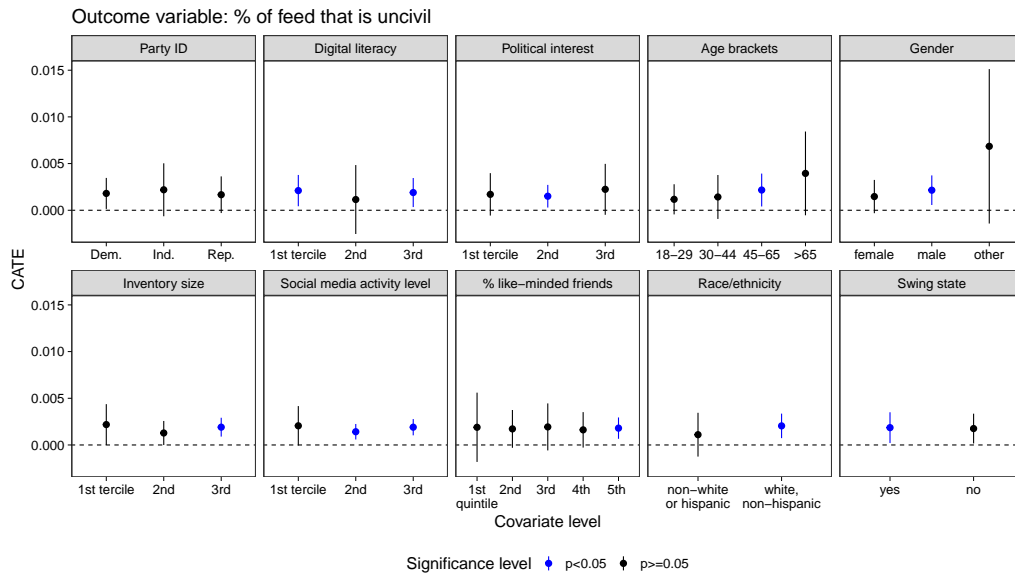 Outcome variable: % of feed that is uncivil
Party ID
Digital literacy
Political interest
Age brackets
Gender
0.015
0.010
0.005
0.000
Dem. Ind. Rep.
1st tercile 2nd 3rd
1st tercile 2nd 3rd
18−29 30−44 45−65 >65
female male other
CATE
Inventory size
Social media activity level
% like−minded friends
Race/ethnicity
Swing state
0.015
0.010
0.005
0.000
1st tercile 2nd 3rd
1st tercile 2nd 3rd
1st 2nd 3rd 4th 5th
quintile
non−white white,
or hispanic non−hispanic
yes no
Covariate level
Significance level p<0.05 p>=0.05